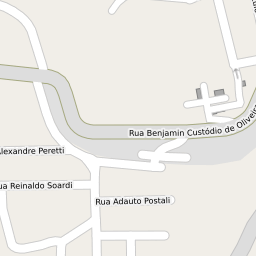 Rua Benjamin Custódio de Oliveira
Alexandre Peretti
Rua Reinaldo Soardi
Rua Adauto Postali